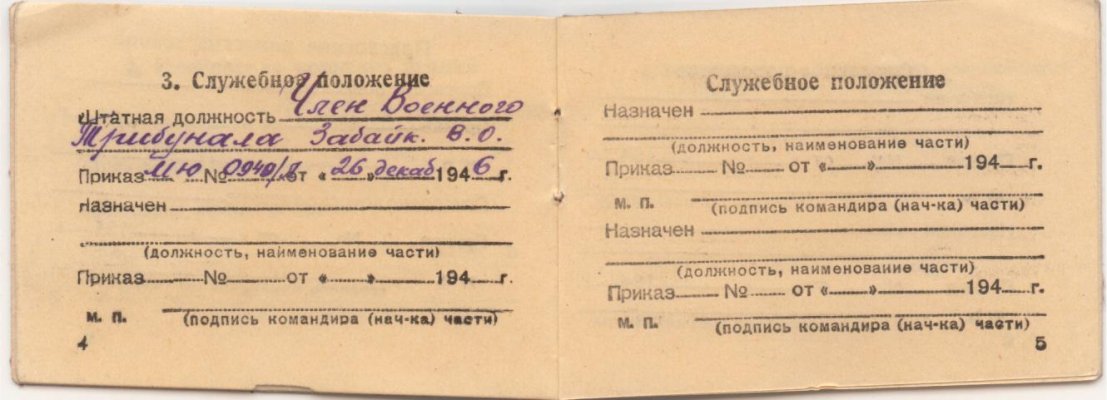 3. Служебное положение
Штатная должность Член Военного
Трибунала Забайк. В.О.
Приказ МЮ № 0940/л от « 26 » декаб 1946 г.
Назначен
(должность, наименование части)
Приказ № от « » 194 г.
м. п. (подпись командира (нач-ка) части)
4
Служебное положение
Назначен
(должность, наименование части)
Приказ № от « » 194 г.
м. п. (подпись командира (нач-ка) части)
Назначен
(должность, наименование части)
Приказ № от « » 194 г.
м. п. (подпись командира (нач-ка) части)
5